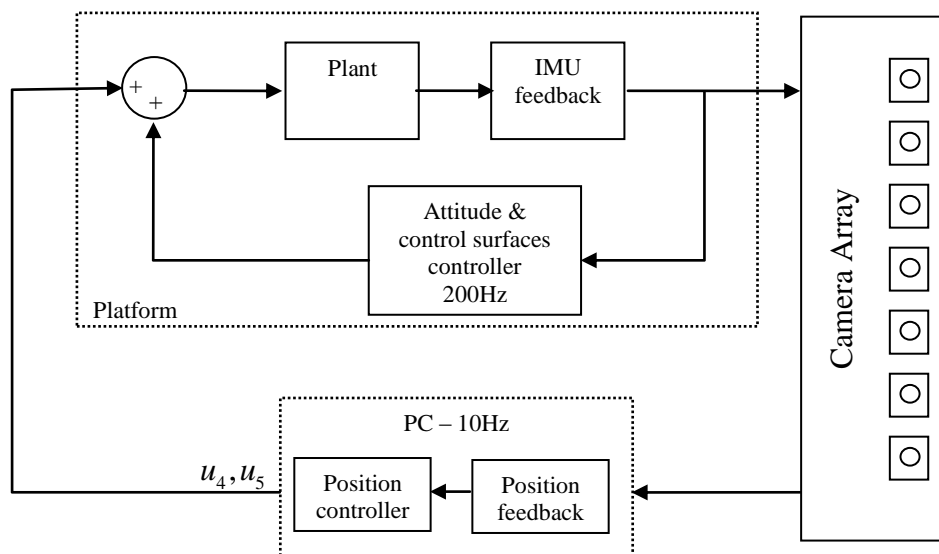 +
+
Plant
IMU
feedback
Attitude &
control surfaces
controller
200Hz
Platform
Camera Array
PC – 10Hz
u₄, u₅
Position
controller
Position
feedback